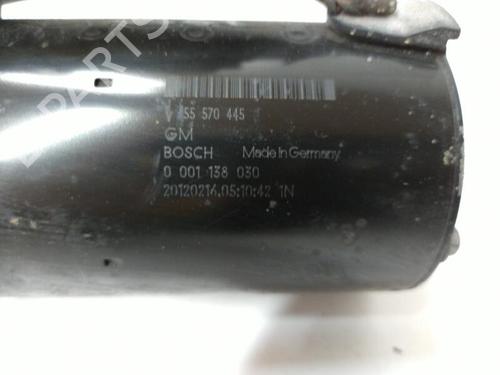 V 55 570 445
GM
BOSCH Made in Germany
0 001 138 030
20120216.05:10:42 1N